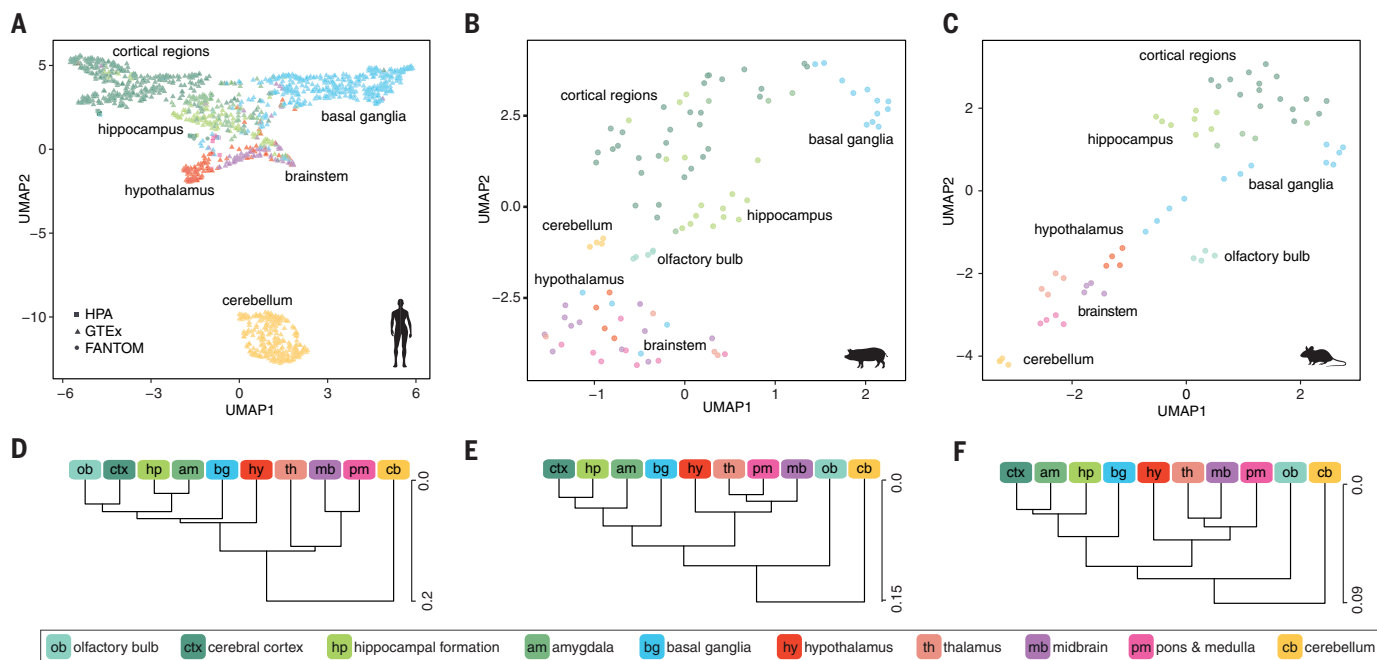 A
cortical regions
5
hippocampus
basal ganglia
0
hypothalamus
brainstem
UMAP2
−5
cerebellum
−10
HPA
GTEx
FANTOM
−6
−3
0
3
6
UMAP1
B
cortical regions
2.5
basal ganglia
UMAP2
0.0
hippocampus
cerebellum
olfactory bulb
hypothalamus
−2.5
brainstem
−1
0
1
2
UMAP1
C
cortical regions
2
hippocampus
basal ganglia
UMAP2
0
hypothalamus
olfactory bulb
−2
brainstem
cerebellum
−4
−2
0
2
UMAP1
D
ob ctx hp am bg hy th mb pm cb
0.0
0.2
E
ctx hp am bg hy th pm mb ob cb
0.0
0.15
F
ctx am hp bg hy th mb pm ob cb
0.0
0.09
ob olfactory bulb ctx cerebral cortex hp hippocampal formation am amygdala bg basal ganglia hy hypothalamus th thalamus mb midbrain pm pons & medulla cb cerebellum